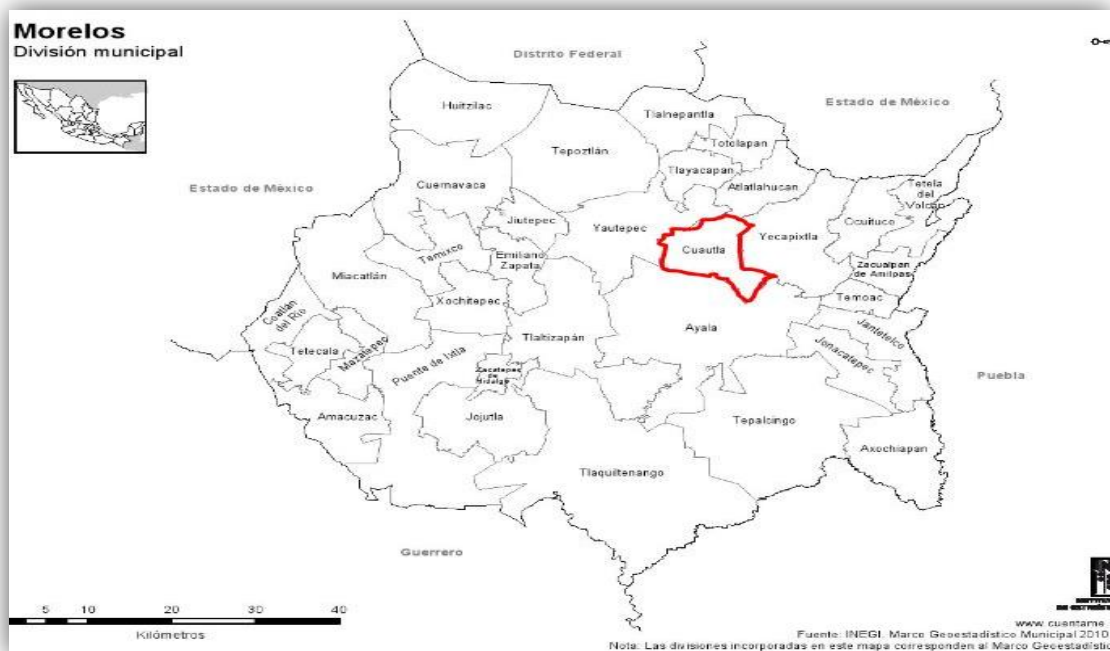 Morelos
División municipal
Distrito Federal
Estado de México
Estado de México
Huitzilac
Tlalnepantla
Tepoztlán
Totolapan
Tlayacapan
Atlatlahucan
Cuernavaca
Tetela
del
Volcán
Ocuituco
Jiutepec
Yautepec
Cuautla
Yecapixtla
Temixco
Emiliano
Zapata
Zacualpan
de Amilpas
Miacatlán
Xochitepec
Temoac
Coatlán
del Río
Ayala
Jantetelco
Tlaltizapán
Jonacatepec
Tetecala
Mazatepec
Puente de Ixtla
Zacatepec
de
Hidalgo
Puebla
Amacuzac
Jojutla
Tepalcingo
Axochiapan
Tlaquiltenango
Guerrero
5 10 20 30 40
Kilómetros
www.cuentame.
Fuente: INEGI. Marco Geoestadístico Municipal 2010
Nota: Las divisiones incorporadas en este mapa corresponden al Marco Geoestadístic